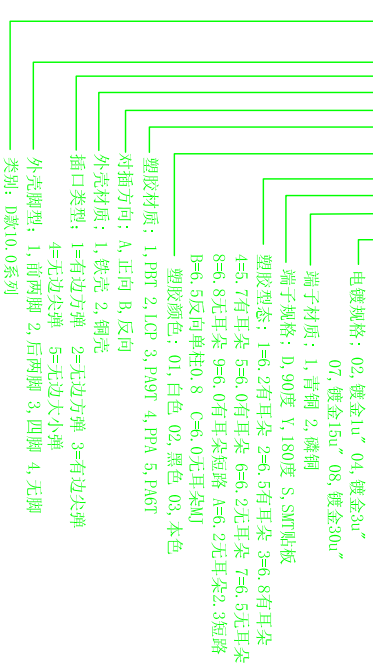 电镀规格; 02,镀金1u" 04,镀金3u"
07,镀金15u" 08,镀金30u"
端子材质: 1,青铜 2,磷铜
端子规格: D,90度 Y,180度 S,SMT贴板
塑胶型态: 1=6.2有耳朵 2=6.5有耳朵 3=6.8有耳朵
4=5.7有耳朵 5=6.0有耳朵 6=6.2无耳朵 7=6.5无耳朵
8=6.8无耳朵 9=6.0有耳朵短路 A=6.2无耳朵2.3短路
B=6.5反向单柱0.8 C=6.0无耳朵MJ
塑胶颜色: 01,白色 02,黑色 03,本色
塑胶材质: 1,PBT 2,LCP 3,PA9T 4,PPA 5,PA6T
对插方向: A,正向 B,反向
外壳材质: 1,铁壳 2,铜壳
插口类型: 1=有边方弹 2=无边方弹 3=有边尖弹
4=无边尖弹 5=无边大小弹
外壳脚型: 1,前两脚 2,后两脚 3,四脚 4,无脚
类别: D款10.0系列